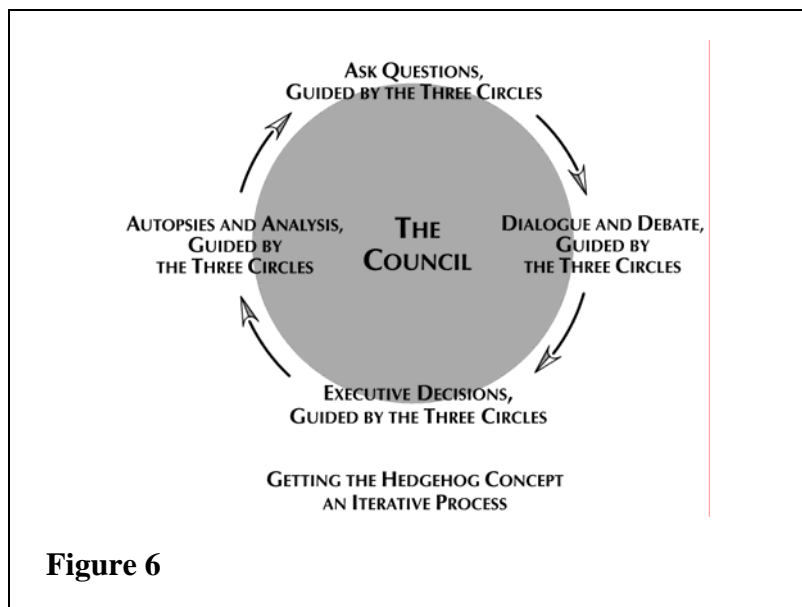 ASK QUESTIONS,
GUIDED BY THE THREE CIRCLES
AUTOPSIES AND ANALYSIS,
GUIDED BY
THE THREE CIRCLES
THE
COUNCIL
DIALOGUE AND DEBATE,
GUIDED BY
THE THREE CIRCLES
EXECUTIVE DECISIONS,
GUIDED BY THE THREE CIRCLES
GETTING THE HEDGEHOG CONCEPT
AN ITERATIVE PROCESS
Figure 6